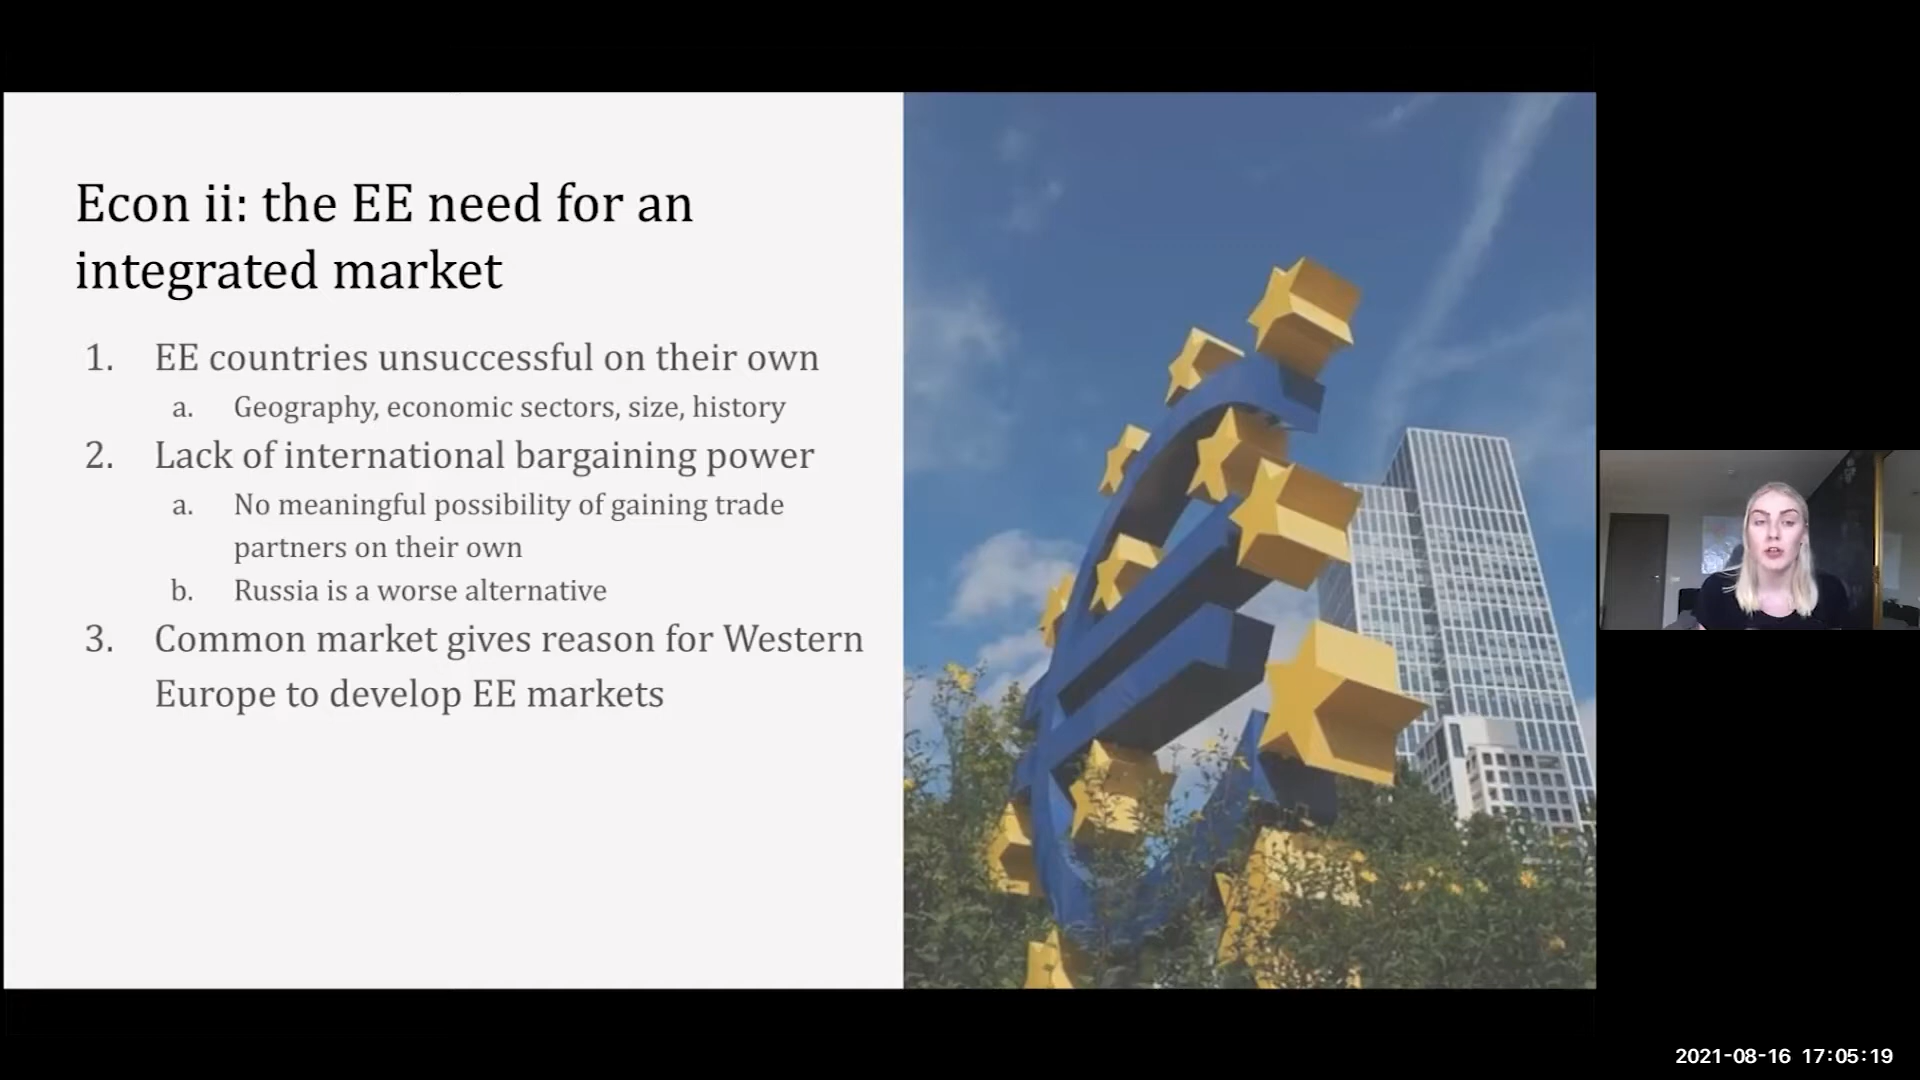 Econ ii: the EE need for an
integrated market
1. EE countries unsuccessful on their own
a. Geography, economic sectors, size, history
2. Lack of international bargaining power
a. No meaningful possibility of gaining trade
partners on their own
b. Russia is a worse alternative
3. Common market gives reason for Western
Europe to develop EE markets
2021-08-16 17:05:19